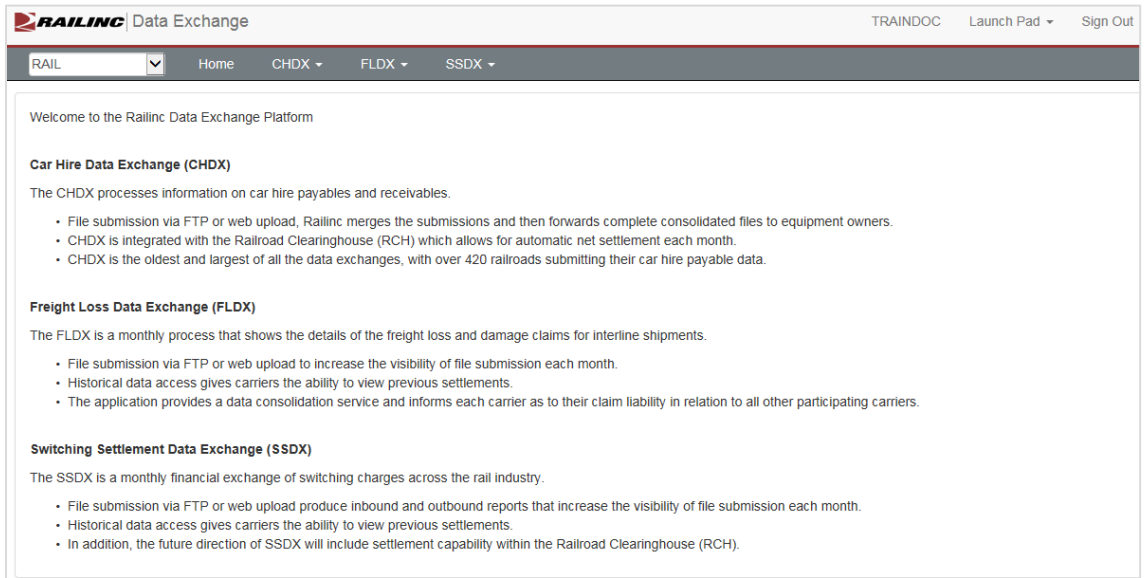 RAILINC Data Exchange TRAINDOC Launch Pad Sign Out
RAIL Home CHDX FLDX SSDX
Welcome to the Railinc Data Exchange Platform
Car Hire Data Exchange (CHDX)
The CHDX processes information on car hire payables and receivables.
• File submission via FTP or web upload, Railinc merges the submissions and then forwards complete consolidated files to equipment owners.
• CHDX is integrated with the Railroad Clearinghouse (RCH) which allows for automatic net settlement each month.
• CHDX is the oldest and largest of all the data exchanges, with over 420 railroads submitting their car hire payable data.
Freight Loss Data Exchange (FLDX)
The FLDX is a monthly process that shows the details of the freight loss and damage claims for interline shipments.
• File submission via FTP or web upload to increase the visibility of file submission each month.
• Historical data access gives carriers the ability to view previous settlements.
• The application provides a data consolidation service and informs each carrier as to their claim liability in relation to all other participating carriers.
Switching Settlement Data Exchange (SSDX)
The SSDX is a monthly financial exchange of switching charges across the rail industry.
• File submission via FTP or web upload produce inbound and outbound reports that increase the visibility of file submission each month.
• Historical data access gives carriers the ability to view previous settlements.
• In addition, the future direction of SSDX will include settlement capability within the Railroad Clearinghouse (RCH).